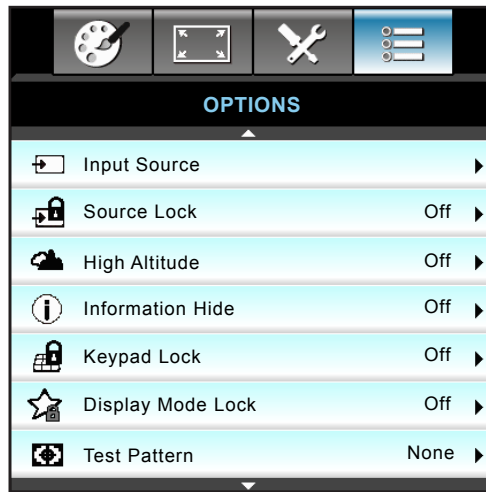 OPTIONS
Input Source
Source Lock Off
High Altitude Off
Information Hide Off
Keypad Lock Off
Display Mode Lock Off
Test Pattern None